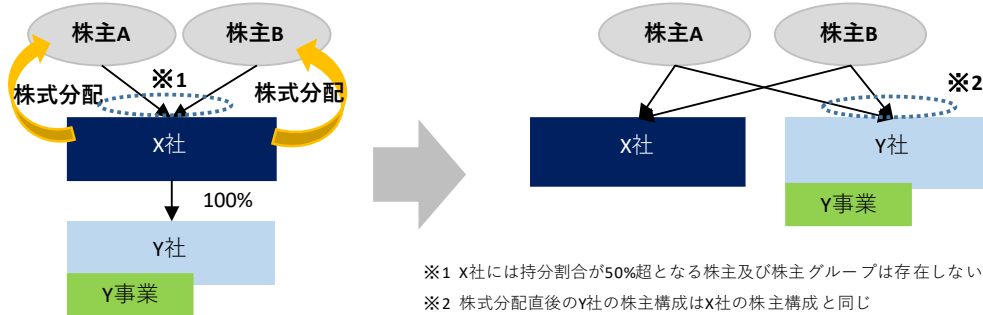 株主A
株主B
※1
株式分配
株式分配
X社
100%
Y社
Y事業
株主A
株主B
※2
X社
Y社
Y事業
※1 X社には持分割合が50%超となる株主及び株主グループは存在しない
※2 株式分配直後のY社の株主構成はX社の株主構成と同じ